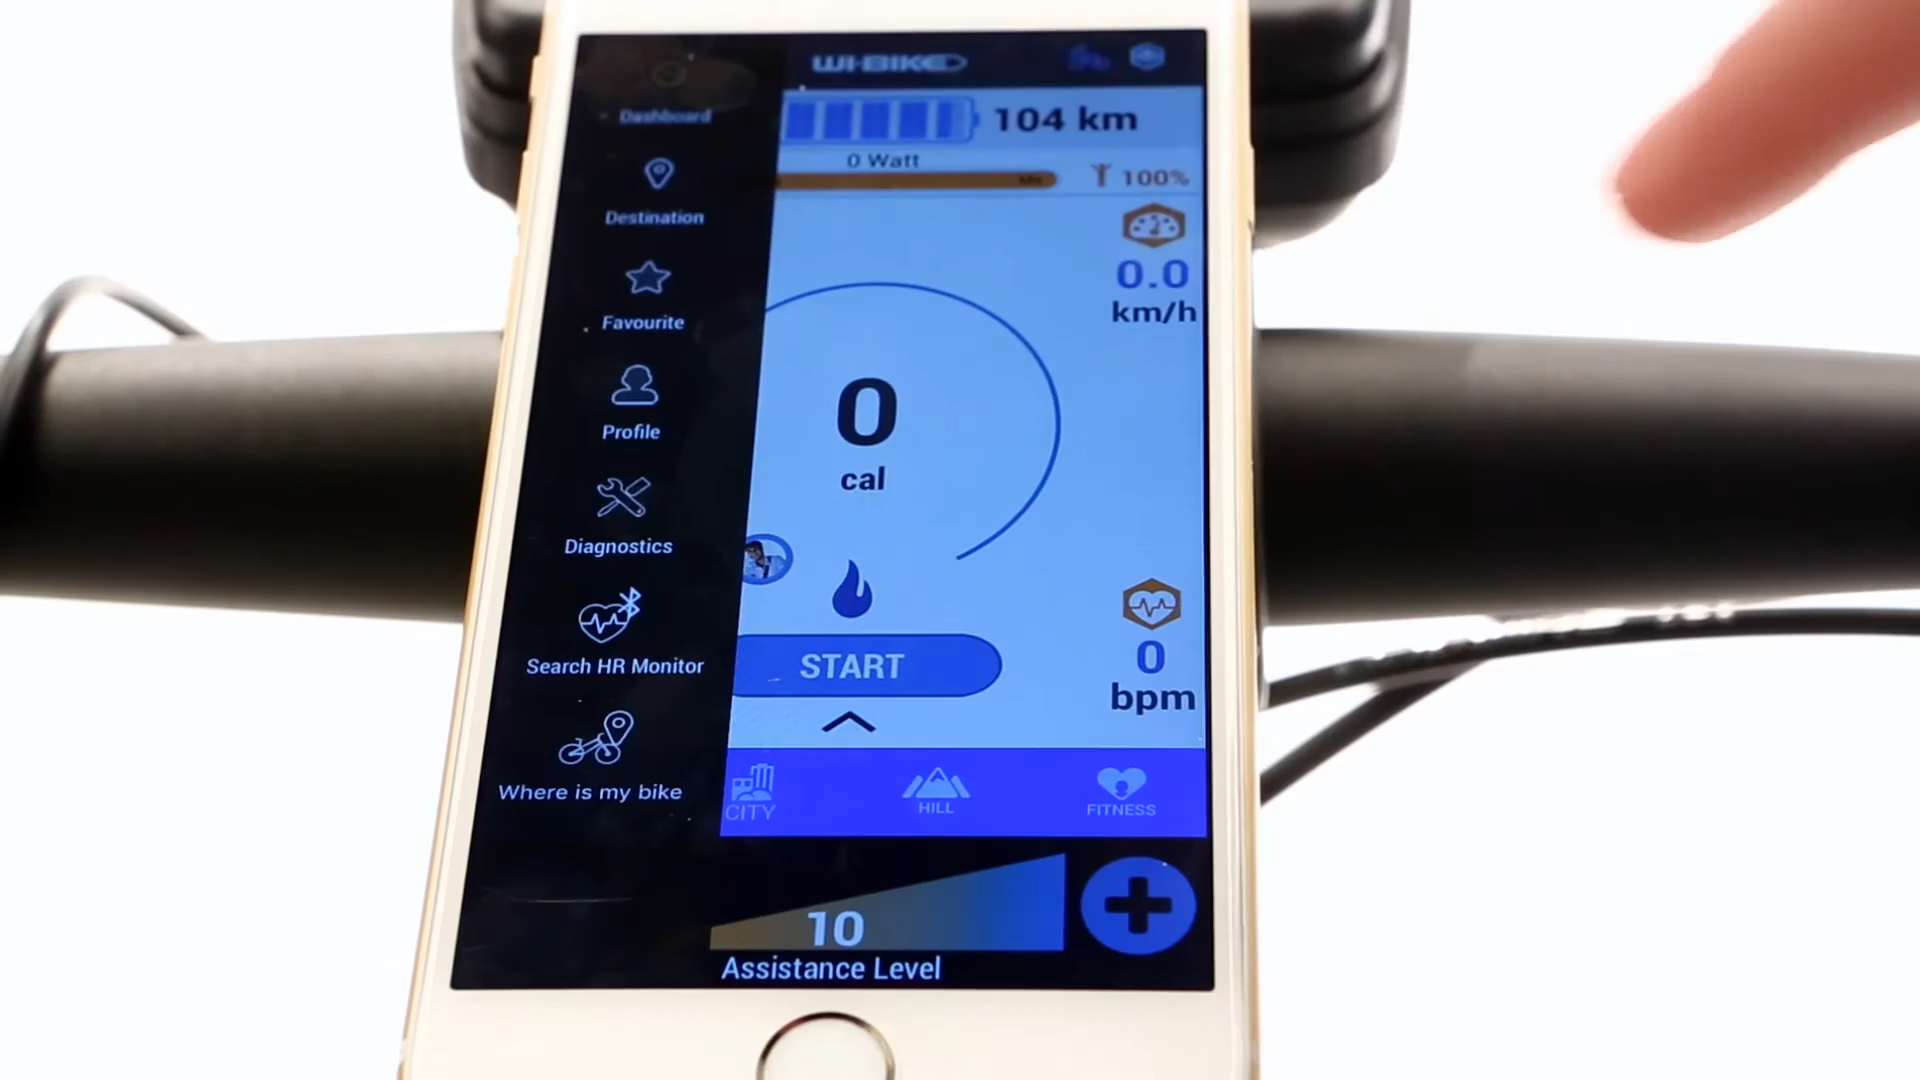 WI-BIKE
Dashboard
104 km
0 Watt
100%
Destination
0.0
km/h
Favourite
0
cal
Profile
Diagnostics
START
Search HR Monitor
0
bpm
CITY
HILL
FITNESS
Where is my bike
10
Assistance Level